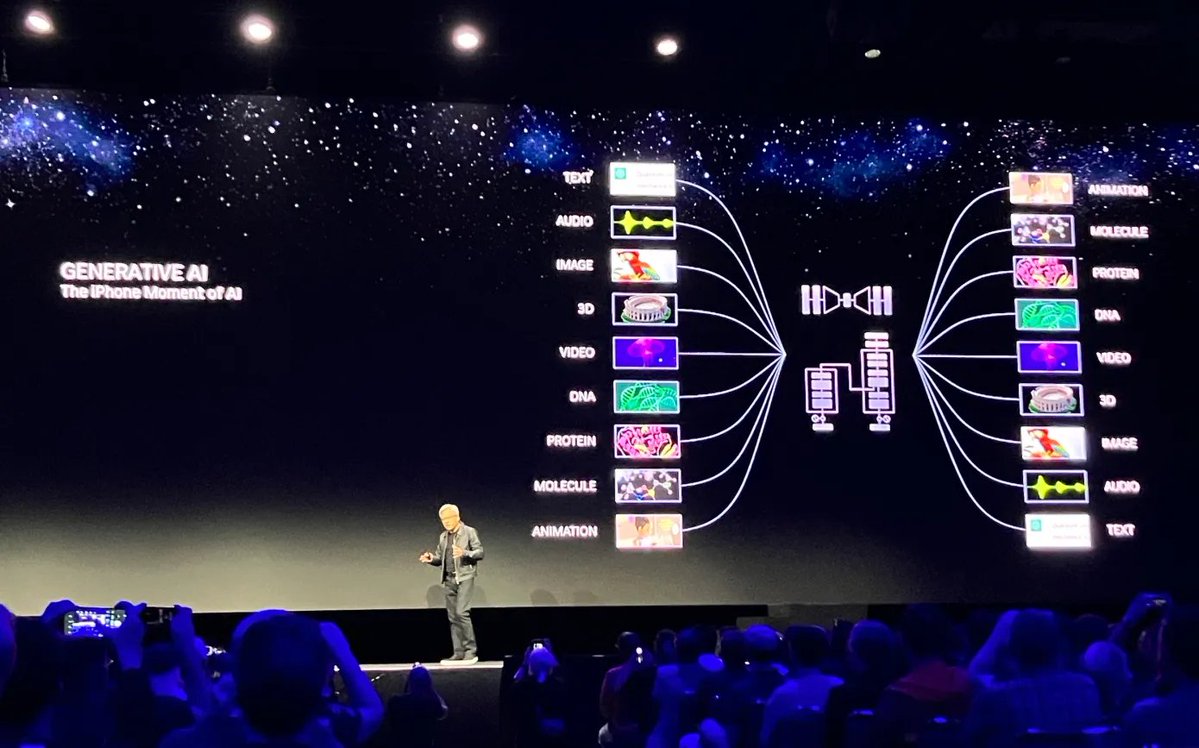 GENERATIVE AI
The iPhone Moment of AI
TEXT
AUDIO
IMAGE
3D
VIDEO
DNA
PROTEIN
MOLECULE
ANIMATION
ANIMATION
MOLECULE
PROTEIN
DNA
VIDEO
3D
IMAGE
AUDIO
TEXT